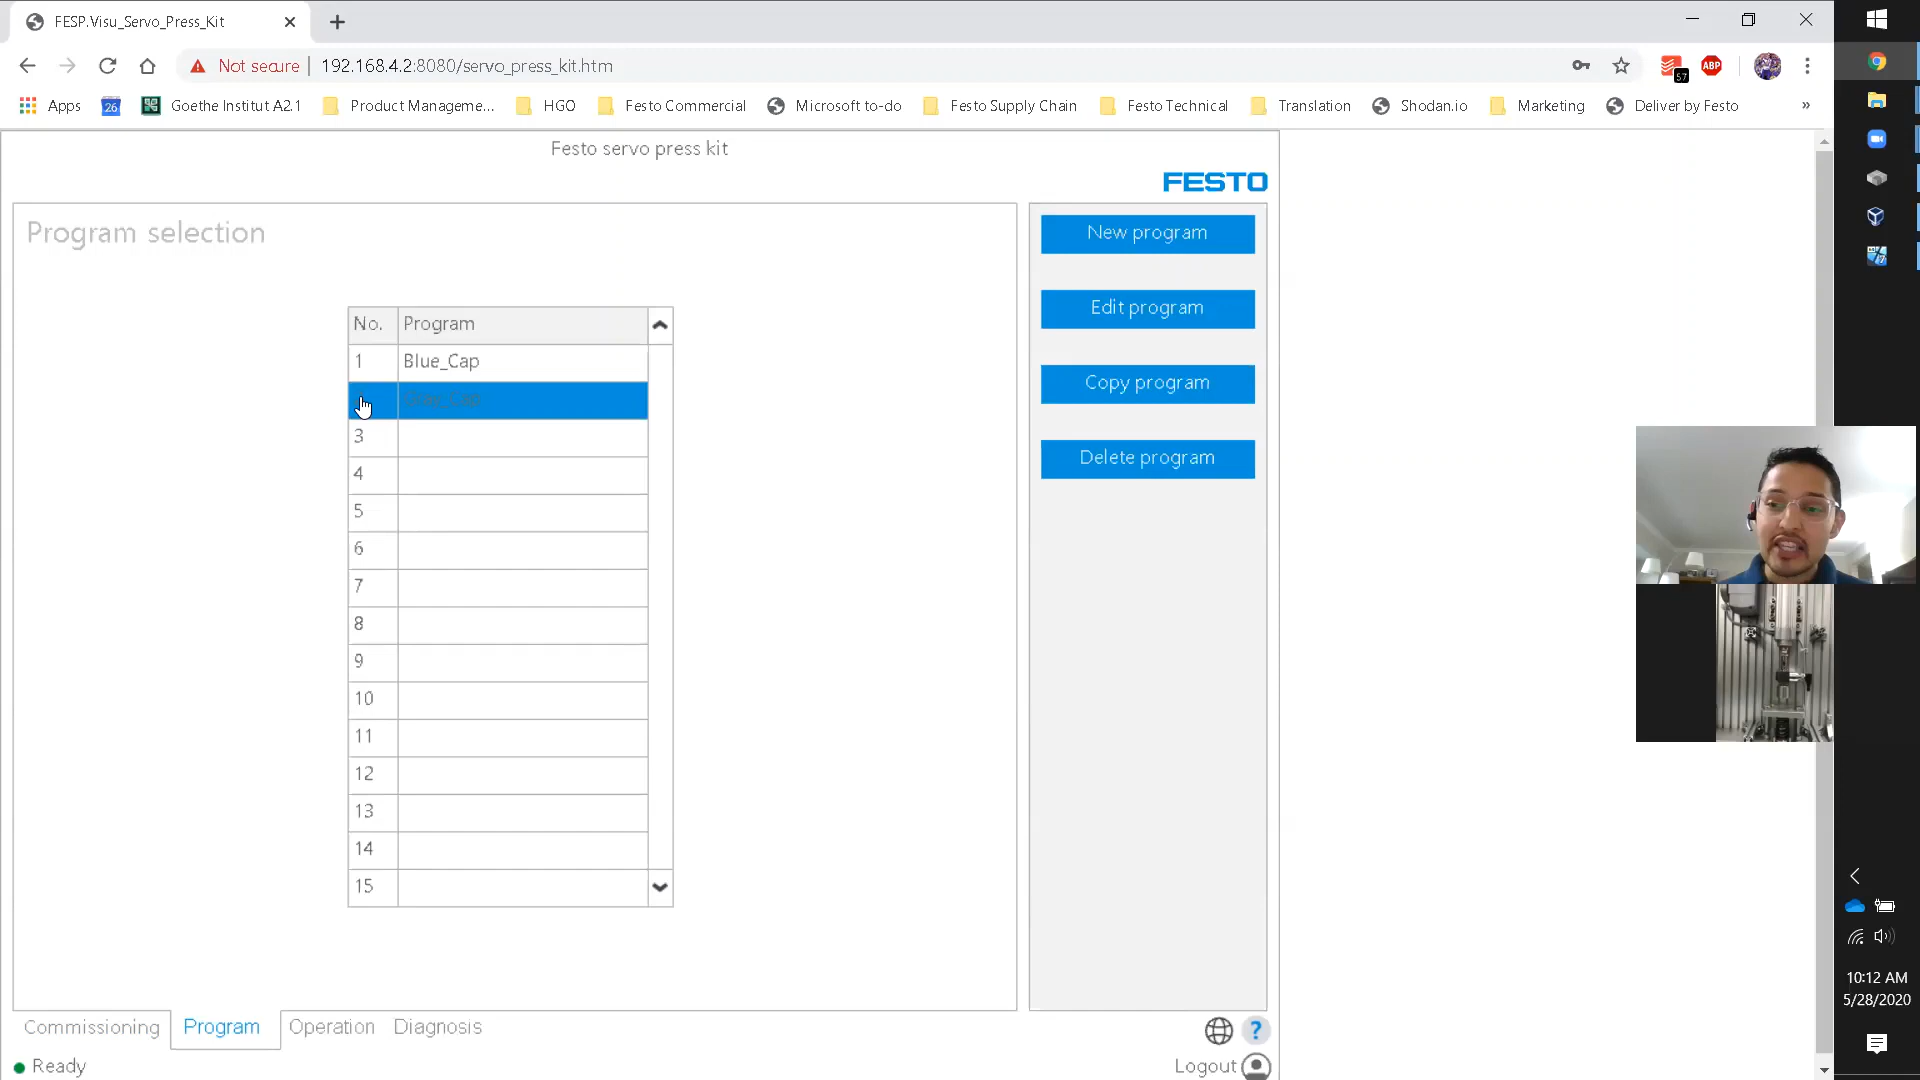 FESP.Visu_Servo_Press_Kit
Not secure
192.168.4.2:8080/servo_press_kit.htm
57
ABP
Apps
26
Goethe Institut A2.1
Product Manageme...
HGO
Festo Commercial
Microsoft to-do
Festo Supply Chain
Festo Technical
Translation
Shodan.io
Marketing
Deliver by Festo
»
Festo servo press kit
FESTO
Program selection
No. Program
1 Blue_Cap
3
4
5
6
7
8
9
10
11
12
13
14
15
New program
Edit program
Copy program
Delete program
Commissioning
Program
Operation
Diagnosis
?
Ready
Logout
10:12 AM
5/28/2020